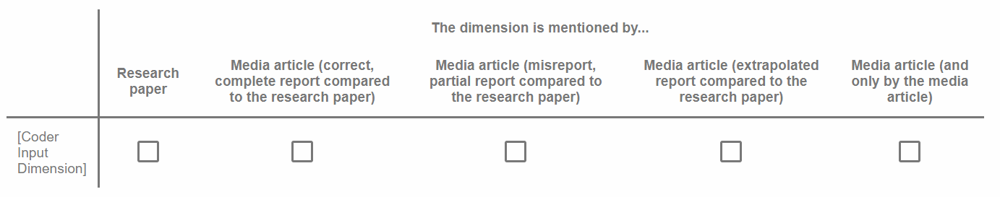 The dimension is mentioned by...
Research
paper
Media article (correct,
complete report compared
to the research paper)
Media article (misreport,
partial report compared to
the research paper)
Media article (extrapolated
report compared to the
research paper)
Media article (and
only by the media
article)
[Coder
Input
Dimension]